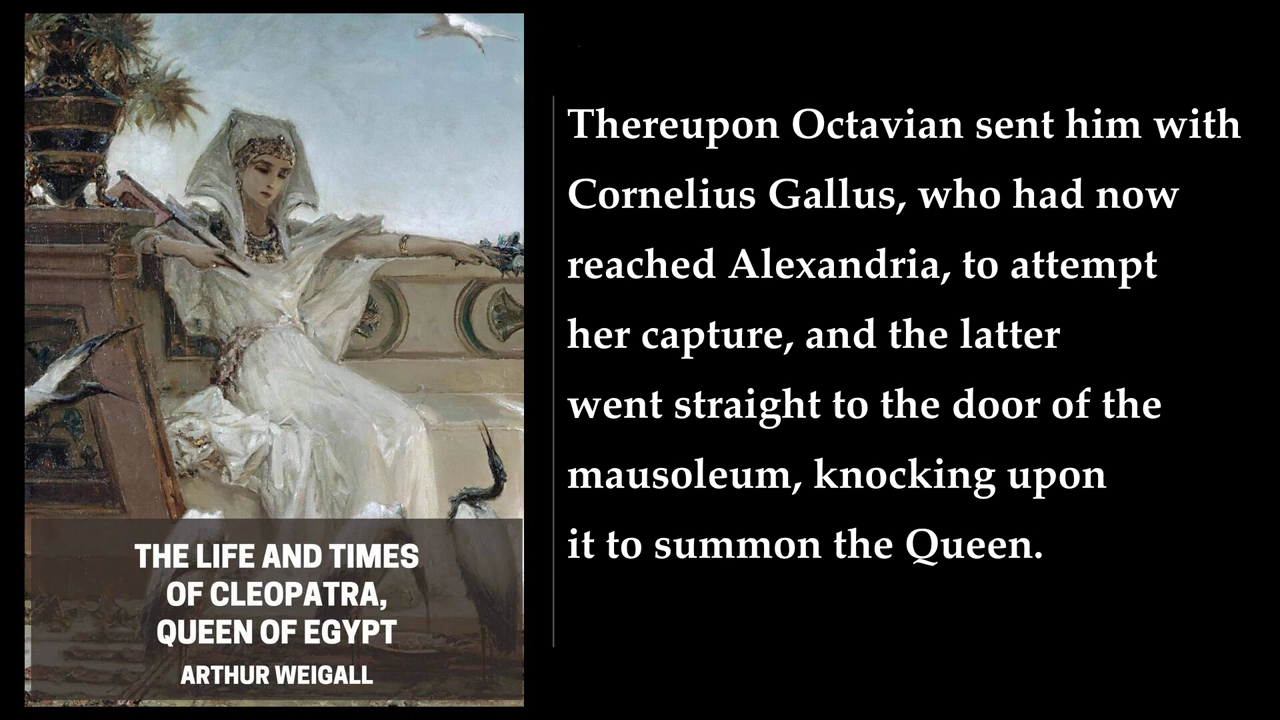 THE LIFE AND TIMES
OF CLEOPATRA,
QUEEN OF EGYPT
ARTHUR WEIGALL
Thereupon Octavian sent him with
Cornelius Gallus, who had now
reached Alexandria, to attempt
her capture, and the latter
went straight to the door of the
mausoleum, knocking upon
it to summon the Queen.